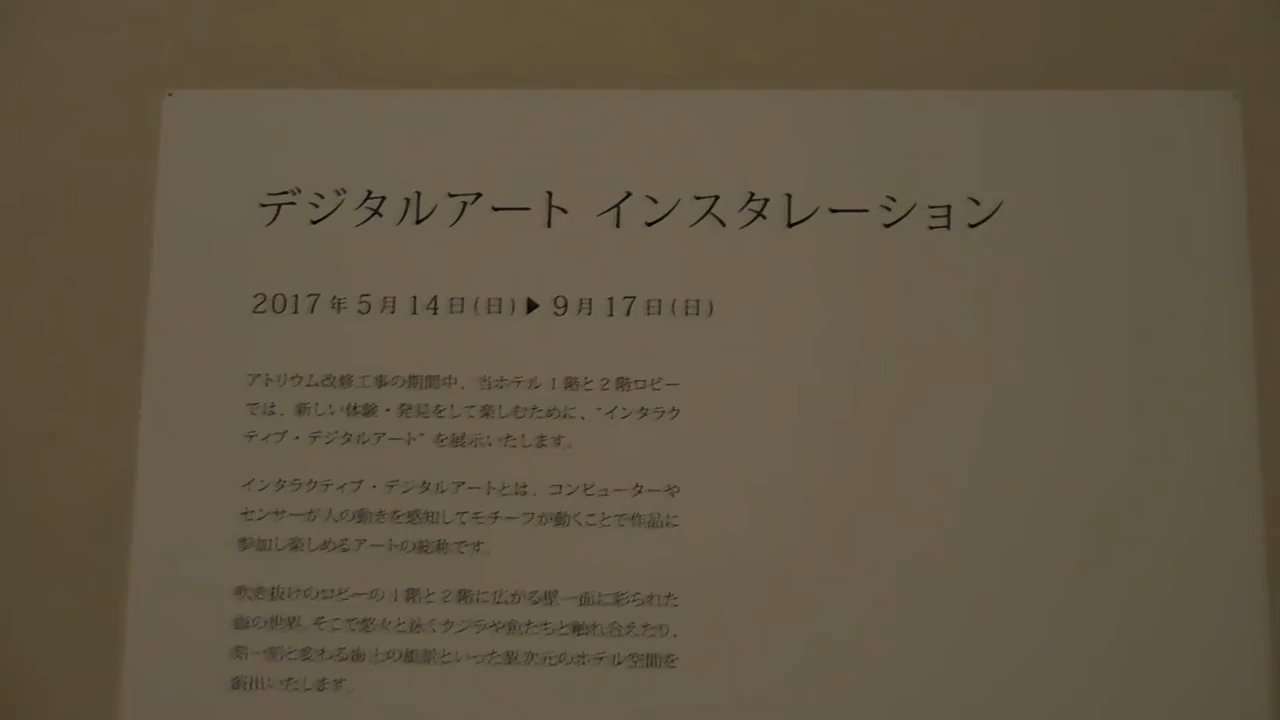 デジタルアート インスタレーション
2017年5月14日(日)▶9月17日(日)
アトリウム改修工事の期間中、当ホテル1階と2階ロビー
では、新しい体験・発見をして楽しむために、“インタラク
ティブ・デジタルアート” を展示いたします。
インタラクティブ・デジタルアートとは、コンピューターや
センサーが人の動きを感知してモチーフが動くことで作品に
参加し楽しめるアートの総称です。
吹き抜けのロビーの1階と2階に広がる壁一面に彩られた
海の世界。そこで悠々と泳ぐクジラや魚たちと触れ合えたり、
と変わる海上の風景といった異次元のホテル空間を
演出いたします。